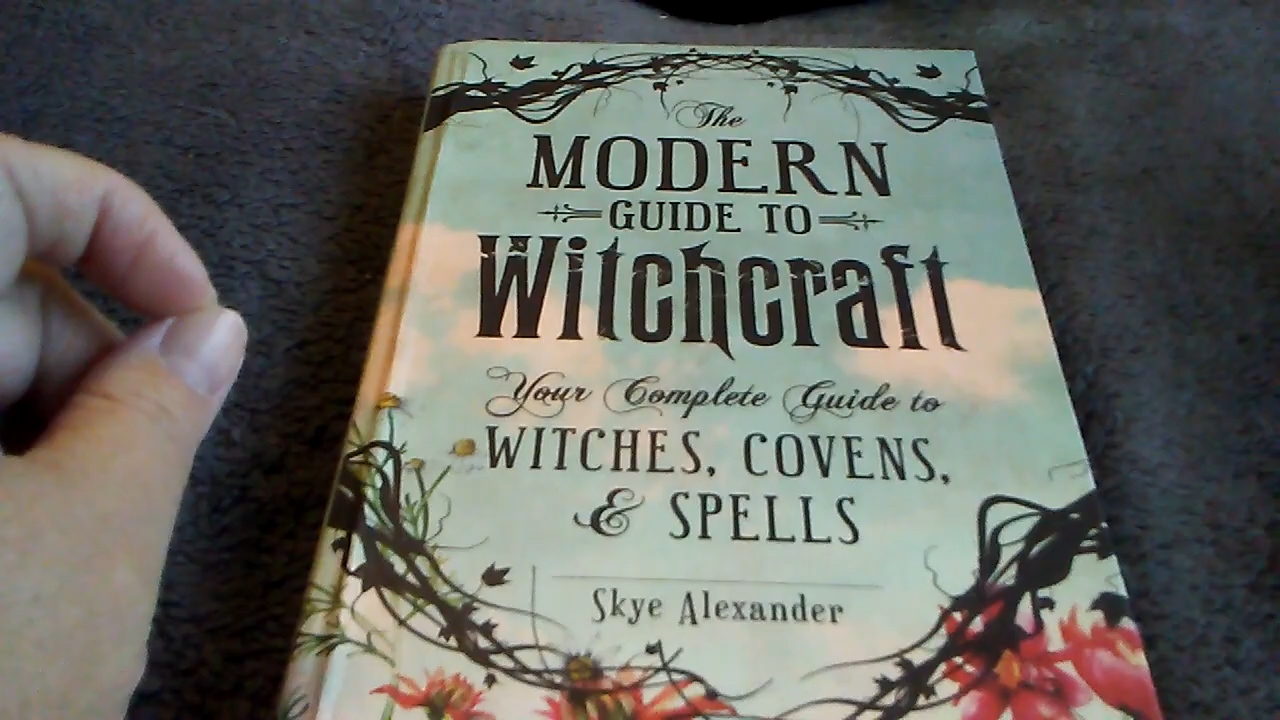 The
MODERN
GUIDE TO
Witchcraft
Your Complete Guide to
WITCHES, COVENS,
& SPELLS
Skye Alexander